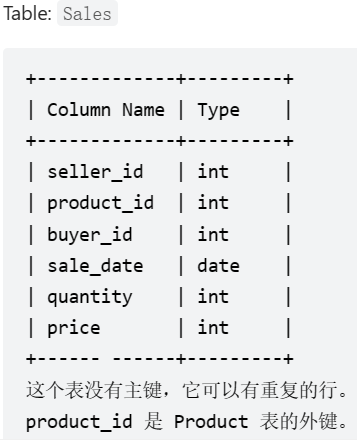 Table: Sales
+-------------+---------+
| Column Name | Type    |
+-------------+---------+
| seller_id   | int     |
| product_id  | int     |
| buyer_id    | int     |
| sale_date   | date    |
| quantity    | int     |
| price       | int     |
+------ ------+---------+
这个表没有主键，它可以有重复的行。
product_id 是 Product 表的外键。